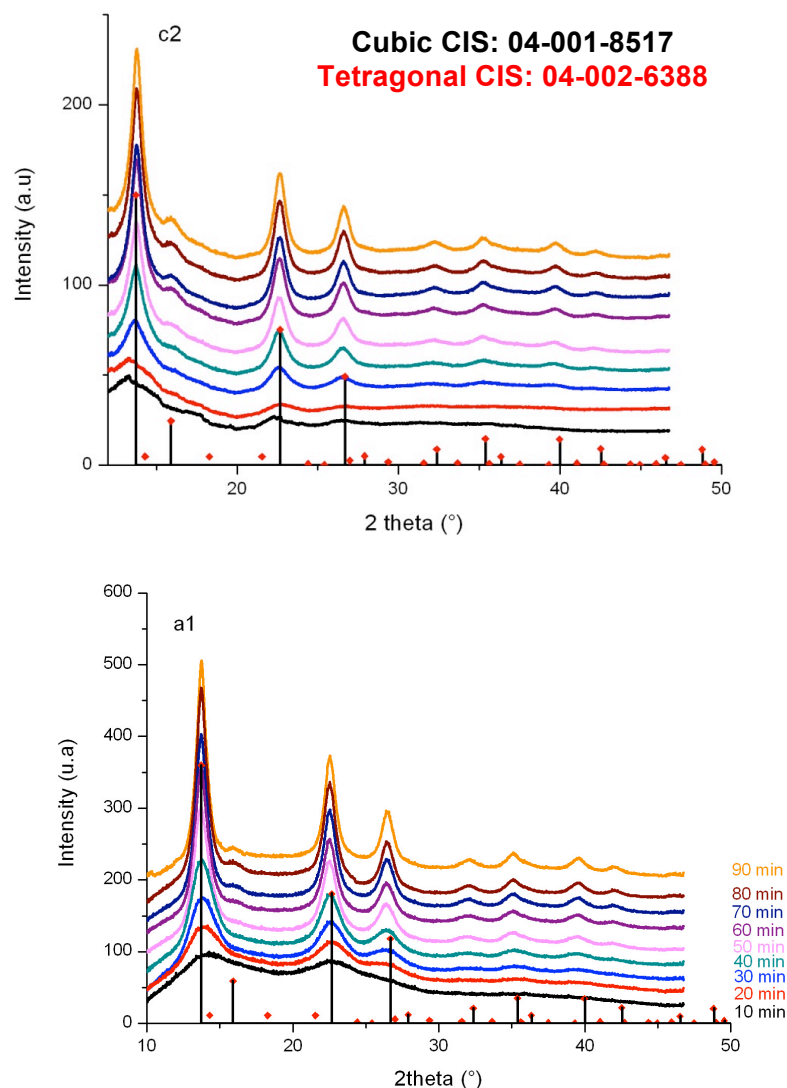 c2
Cubic CIS: 04-001-8517
Tetragonal CIS: 04-002-6388
200
100
0
Intensity (a.u)
20
30
40
50
2 theta (°)
600
a1
500
400
300
200
100
0
Intensity (u.a)
90 min
80 min
70 min
60 min
50 min
40 min
30 min
20 min
10 min
10
20
30
40
50
2theta (°)